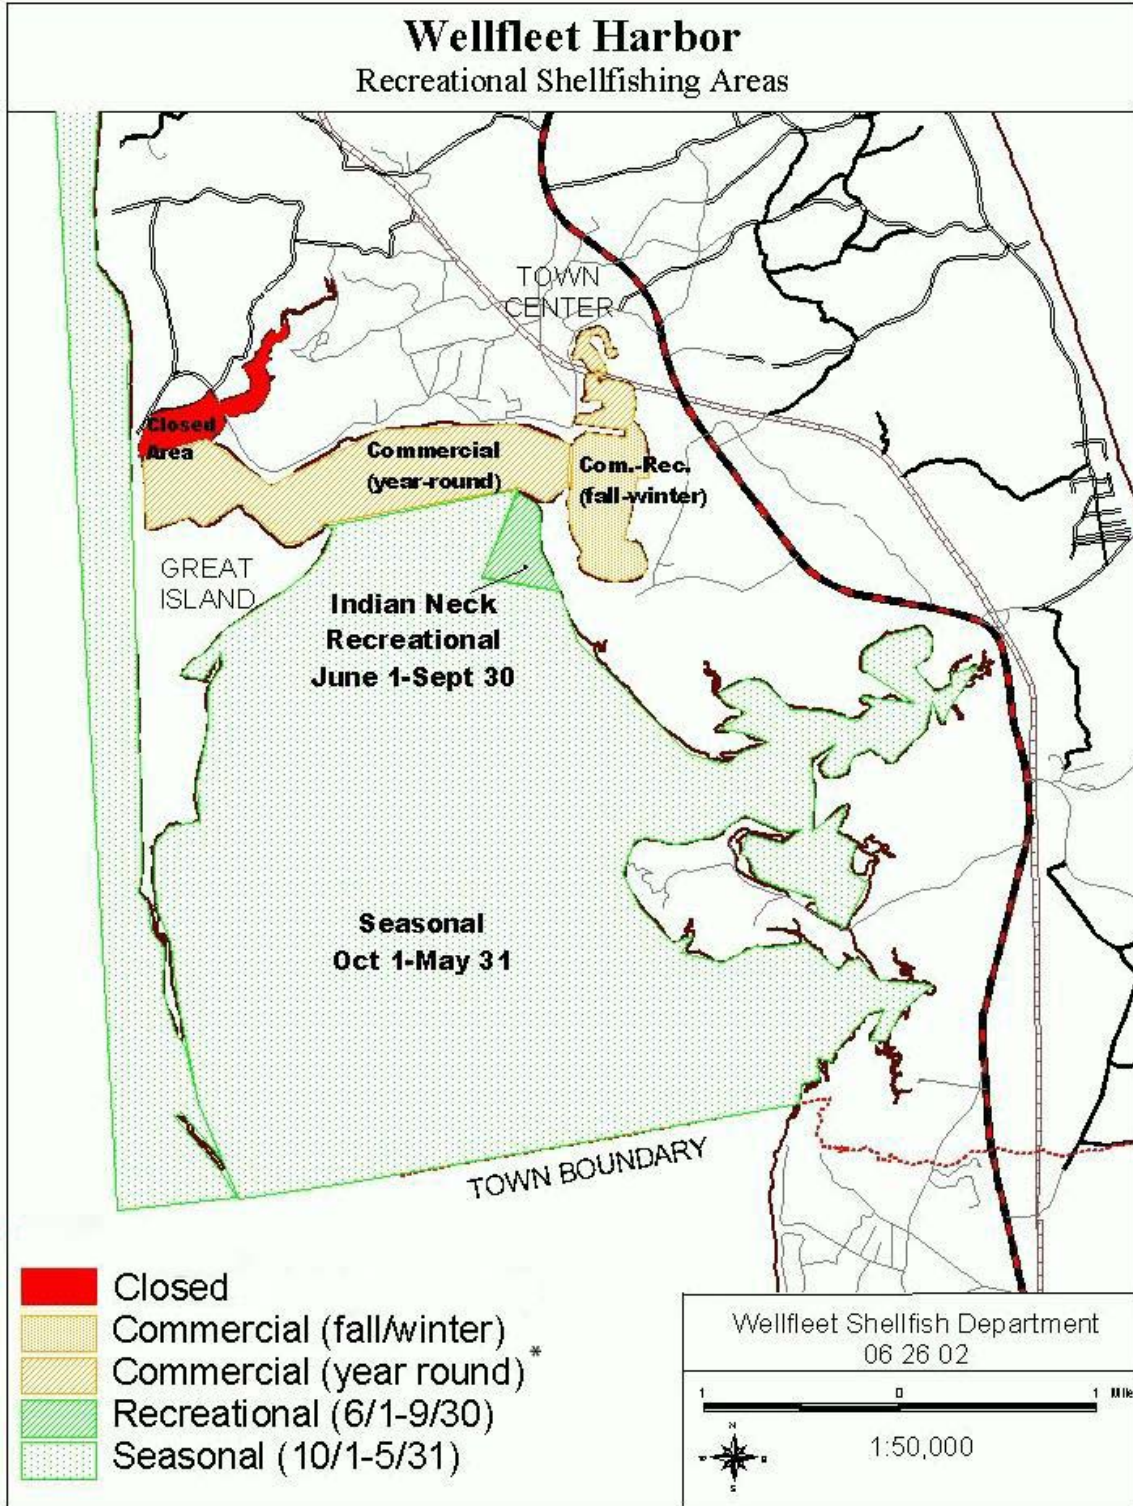 Wellfleet Harbor
Recreational Shellfishing Areas
TOWN
CENTER
Closed
Area
Commercial
(year-round)
Com.-Rec.
(fall-winter)
GREAT
ISLAND
Indian Neck
Recreational
June 1-Sept 30
Seasonal
Oct 1-May 31
TOWN BOUNDARY
Closed
Commercial (fall/winter)
Commercial (year round)*
Recreational (6/1-9/30)
Seasonal (10/1-5/31)
Wellfleet Shellfish Department
06 26 02
1 0 1 Mile
N
S
1:50,000